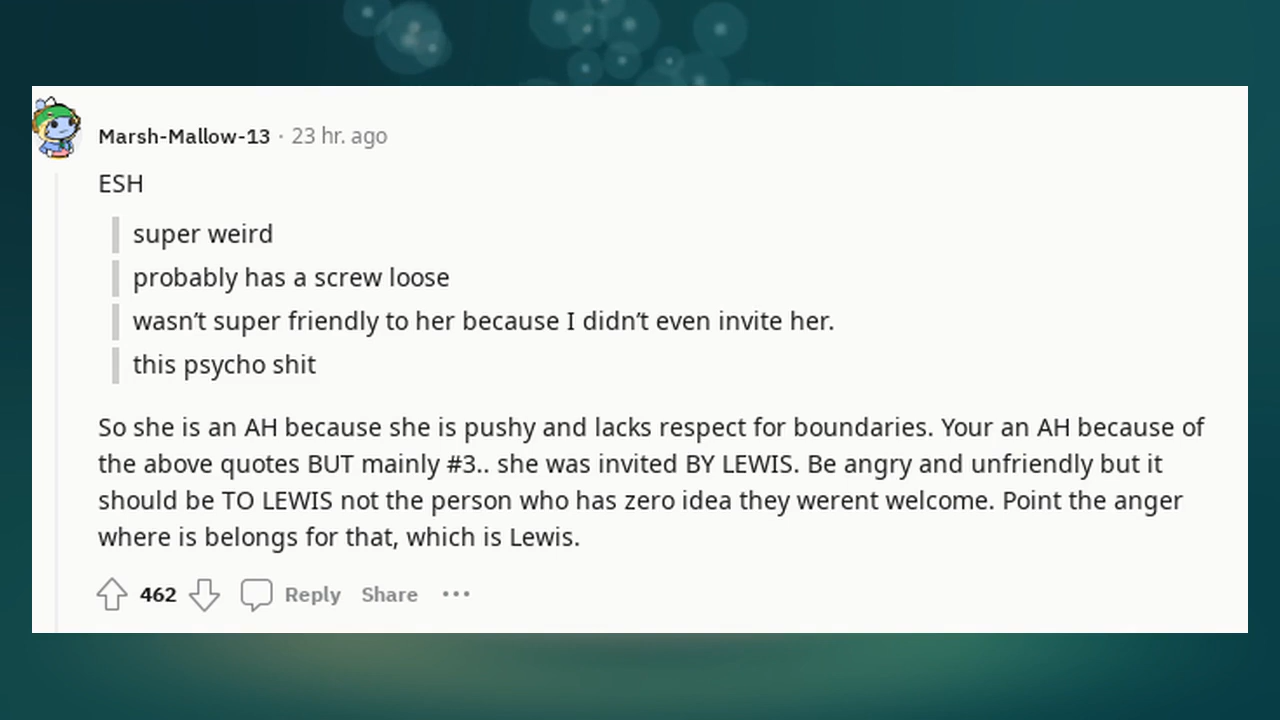 Marsh-Mallow-13 · 23 hr. ago
ESH
super weird
probably has a screw loose
wasn’t super friendly to her because I didn’t even invite her.
this psycho shit
So she is an AH because she is pushy and lacks respect for boundaries. Your an AH because of
the above quotes BUT mainly #3.. she was invited BY LEWIS. Be angry and unfriendly but it
should be TO LEWIS not the person who has zero idea they werent welcome. Point the anger
where is belongs for that, which is Lewis.
462 Reply Share ···